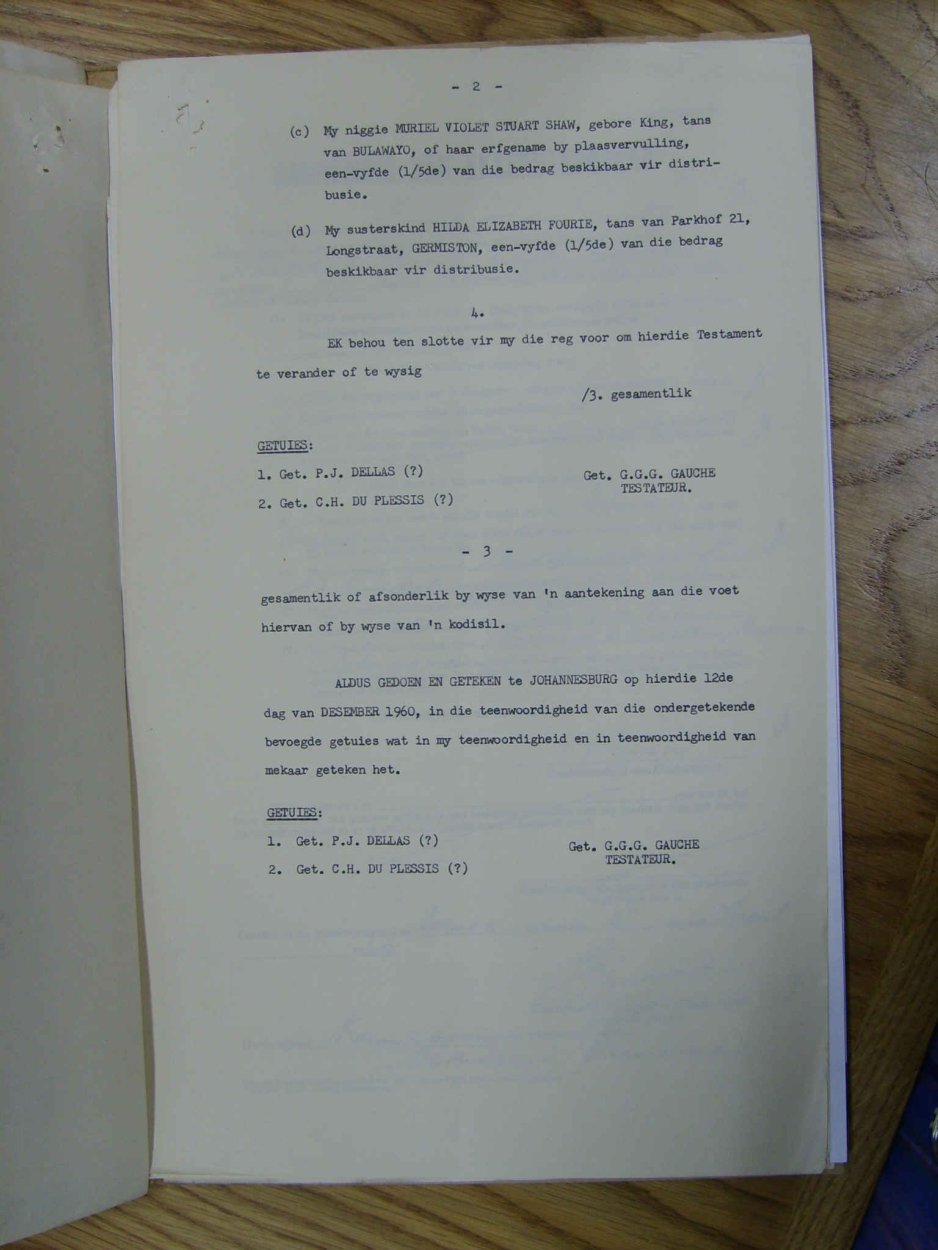 - 2 -
(c) My niggie MURIEL VIOLET STUART SHAW, gebore King, tans
van BULAWAYO, of haar erfgename by plaasvervulling,
een-vyfde (1/5de) van die bedrag beskikbaar vir distri-
busie.
(d) My susterskind HILDA ELIZABETH FOURIE, tans van Parkhof 21,
Longstraat, GERMISTON, een-vyfde (1/5de) van die bedrag
beskikbaar vir distribusie.
4.
EK behou ten slotte vir my die reg voor om hierdie Testament
te verander of te wysig
/3. gesamentlik
GETUIES:
1. Get. P.J. DELLAS (?)
Get. G.G.G. GAUCHE
TESTATEUR.
2. Get. C.H. DU PLESSIS (?)
- 3 -
gesamentlik of afsonderlik by wyse van 'n aantekening aan die voet
hiervan of by wyse van 'n kodisil.
ALDUS GEDOEN EN GETEKEN te JOHANNESBURG op hierdie 12de
dag van DESEMBER 1960, in die teenwoordigheid van die ondergetekende
bevoegde getuies wat in my teenwoordigheid en in teenwoordigheid van
mekaar geteken het.
GETUIES:
1. Get. P.J. DELLAS (?)
Get. G.G.G. GAUCHE
TESTATEUR.
2. Get. C.H. DU PLESSIS (?)